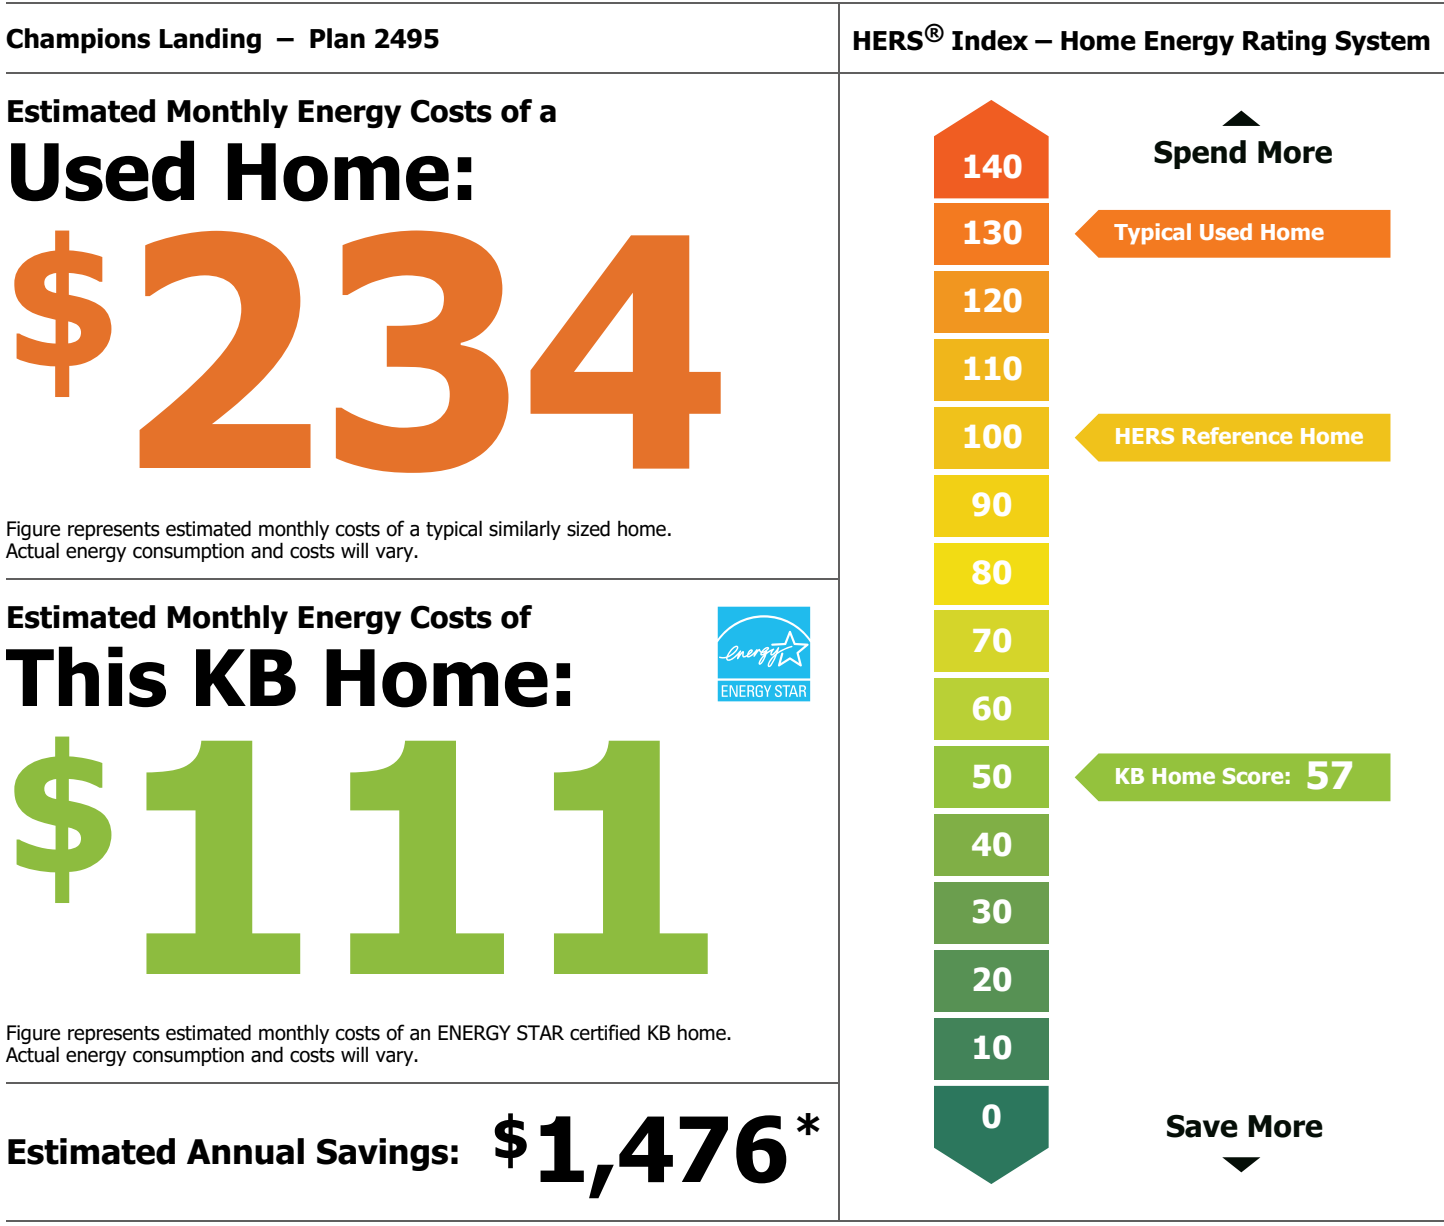 Champions Landing – Plan 2495
Estimated Monthly Energy Costs of a
Used Home:
$234
Figure represents estimated monthly costs of a typical similarly sized home.
Actual energy consumption and costs will vary.
Estimated Monthly Energy Costs of
This KB Home:
energy
ENERGY STAR
$111
Figure represents estimated monthly costs of an ENERGY STAR certified KB home.
Actual energy consumption and costs will vary.
Estimated Annual Savings: $1,476*
HERS® Index – Home Energy Rating System
Spend More
140
130 Typical Used Home
120
110
100 HERS Reference Home
90
80
70
60
50 KB Home Score: 57
40
30
20
10
0
Save More